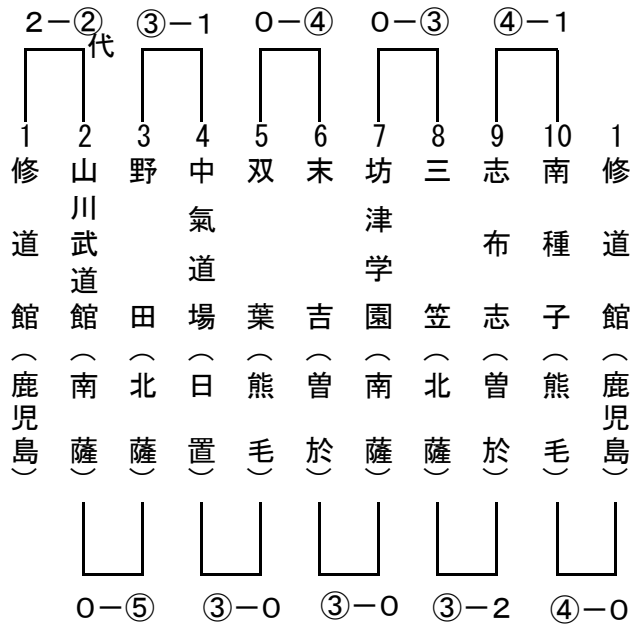 2－② ③－1 0－④ 0－③ ④－1
代
1 2 3 4 5 6 7 8 9 10 1
修道館（鹿児島）
山川武道館（南薩）
野田（北薩）
中氣道場（日置）
双葉（熊毛）
末吉（曽於）
坊津学園（南薩）
三笠（北薩）
志布志（曽於）
南種子（熊毛）
修道館（鹿児島）
0－⑤ ③－0 ③－0 ③－2 ④－0